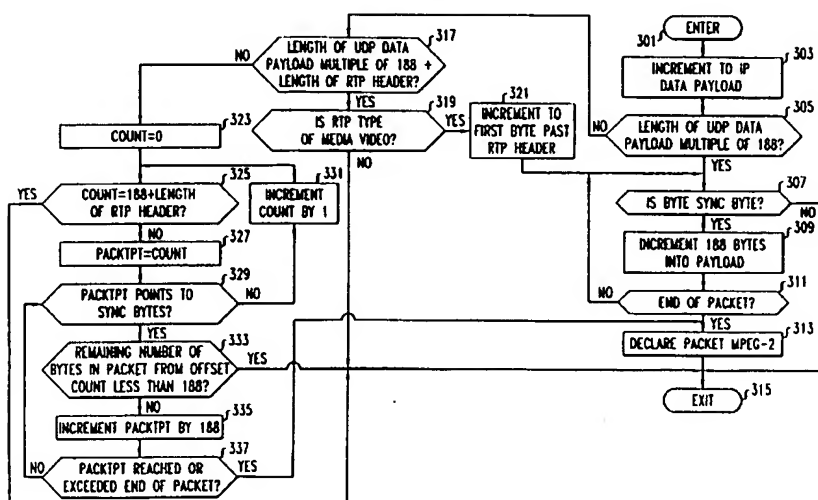 LENGTH OF UDP DATA
PAYLOAD MULTIPLE OF 188 +
LENGTH OF RTP HEADER?
317
NO
YES
IS RTP TYPE
OF MEDIA VIDEO?
319
YES
NO
321
INCREMENT TO
FIRST BYTE PAST
RTP HEADER
COUNT=0
323
COUNT=188+LENGTH
OF RTP HEADER?
325
YES
NO
331
INCREMENT
COUNT BY 1
PACKTPT=COUNT
327
PACKTPT POINTS TO
SYNC BYTES?
329
NO
YES
REMAINING NUMBER OF
BYTES IN PACKET FROM OFFSET
COUNT LESS THAN 188?
333
YES
NO
INCREMENT PACKTPT BY 188
335
PACKTPT REACHED OR
EXCEEDED END OF PACKET?
337
NO
YES
301
ENTER
INCREMENT TO IP
DATA PAYLOAD
303
LENGTH OF UDP DATA
PAYLOAD MULTIPLE OF 188?
305
NO
YES
IS BYTE SYNC BYTE?
307
NO
YES
INCREMENT 188 BYTES
INTO PAYLOAD
309
END OF PACKET?
311
NO
YES
DECLARE PACKET MPEG-2
313
EXIT
315